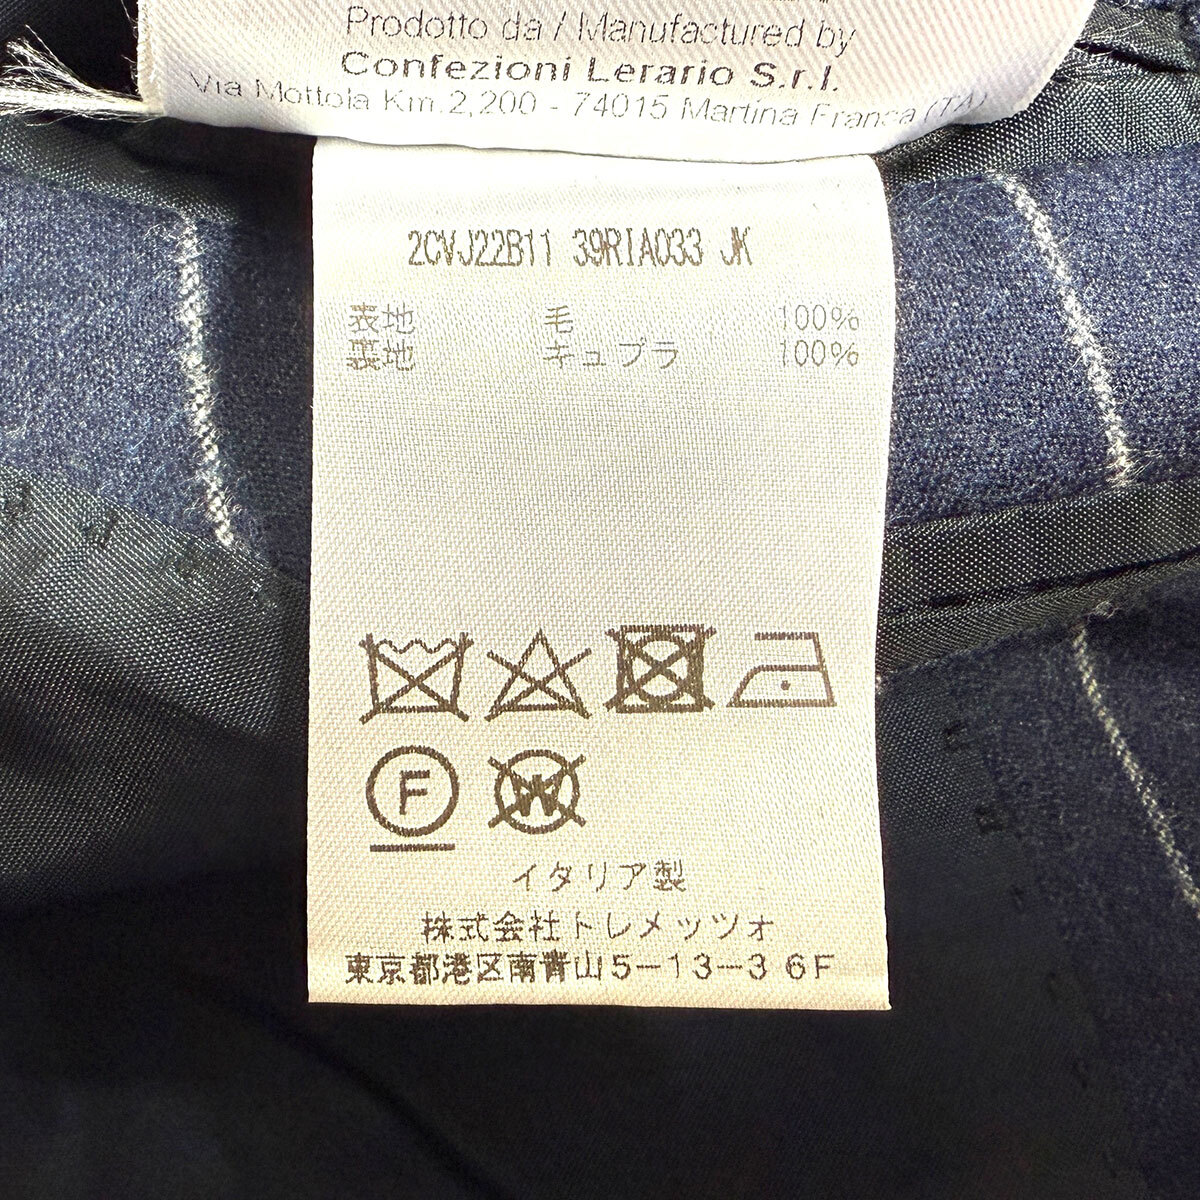 Prodotto da / Manufactured by
Confezioni Lerario S.r.l.
Via Mottola Km.2,200 - 74015 Martina Franca (TA)
2CVJ22B11 39RIA033 JK
表地 毛 100%
裏地 キュプラ 100%
F W
イタリア製
株式会社トレメッツォ
東京都港区南青山5-13-3 6F